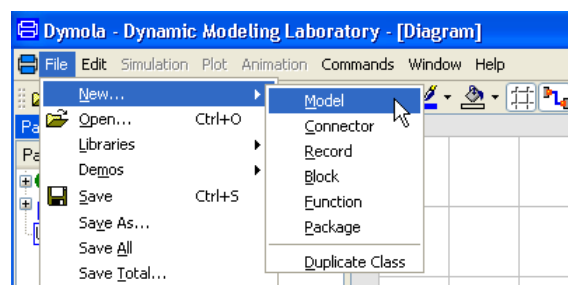 Dymola - Dynamic Modeling Laboratory - [Diagram]
File Edit Simulation Plot Animation Commands Window Help
New...
Open... Ctrl+O
Libraries
Demos
Save Ctrl+S
Save As...
Save All
Save Total...
Model
Connector
Record
Block
Function
Package
Duplicate Class
Pa
Pa